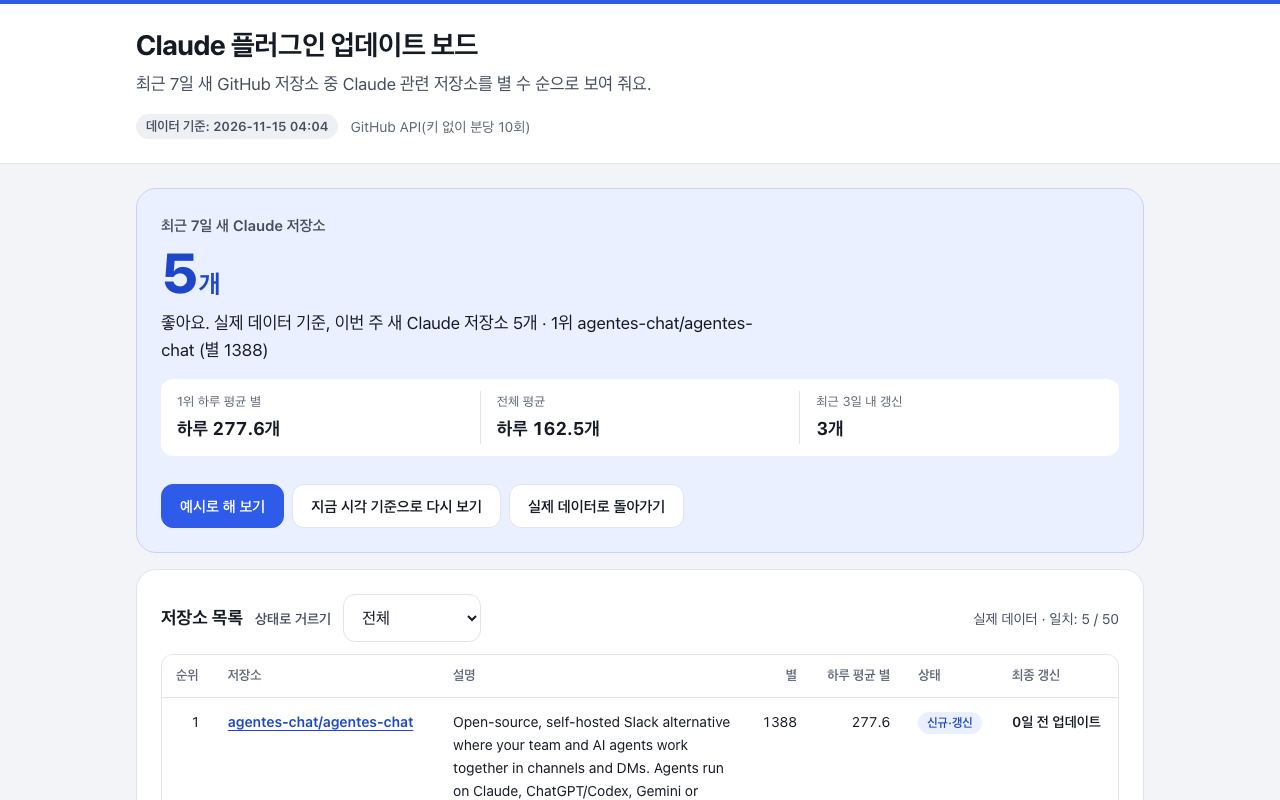 Claude 플러그인 업데이트 보드
최근 7일 새 GitHub 저장소 중 Claude 관련 저장소를 별 수 순으로 보여 줘요.
데이터 기준: 2026-11-15 04:04 GitHub API(키 없이 분당 10회)
최근 7일 새 Claude 저장소
5개
좋아요. 실제 데이터 기준, 이번 주 새 Claude 저장소 5개 · 1위 agentes-chat/agentes-
chat (별 1388)
1위 하루 평균 별 전체 평균 최근 3일 내 갱신
하루 277.6개 하루 162.5개 3개
예시로 해 보기 지금 시각 기준으로 다시 보기 실제 데이터로 돌아가기
저장소 목록 상태로 거르기 전체 실제 데이터 · 일치: 5 / 50
순위 저장소 설명 별 하루 평균 별 상태 최종 갱신
1 agentes-chat/agentes-chat Open-source, self-hosted Slack alternative 1388 277.6 신규·갱신 0일 전 업데이트
where your team and AI agents work
together in channels and DMs. Agents run
on Claude, ChatGPT/Codex, Gemini or